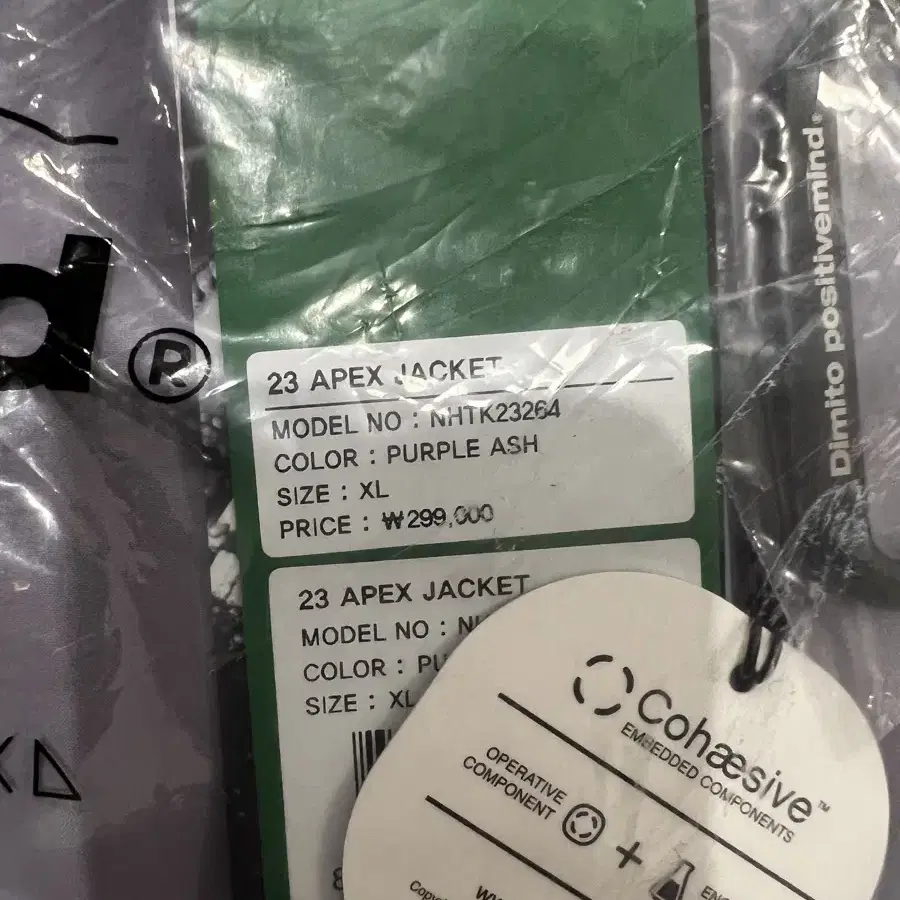 d®
23 APEX JACKET
MODEL NO : NHTK23264
COLOR : PURPLE ASH
SIZE : XL
PRICE : ₩299,000
23 APEX JACKET
MODEL NO :
COLOR :
SIZE : XL
Dimito positivemind.
Cohæsive™
EMBEDDED COMPONENTS
OPERATIVE
COMPONENT
+